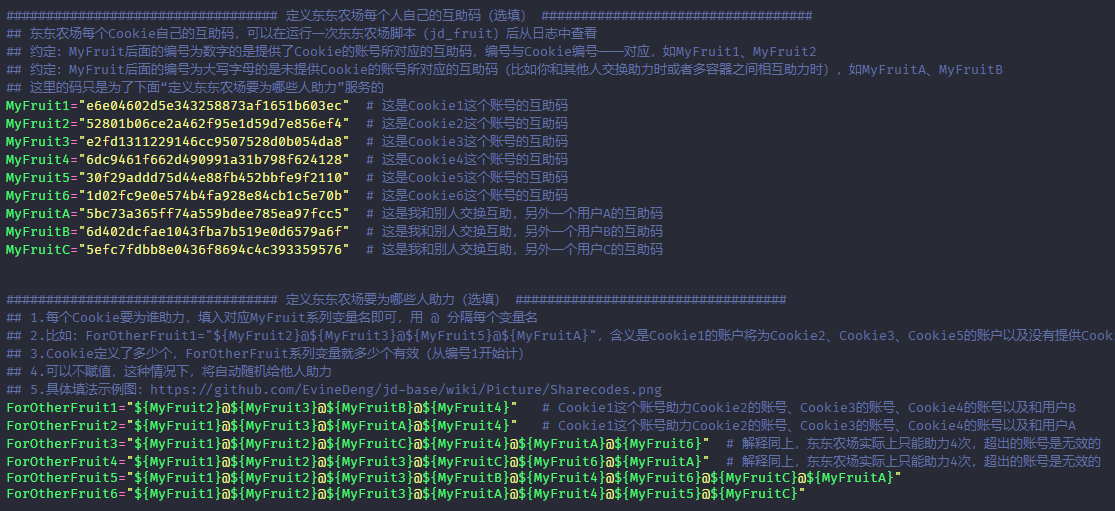 ################################## 定义东东农场每个人自己的互助码（选填） ##################################
## 东东农场每个Cookie自己的互助码，可以在运行一次东东农场脚本（jd_fruit）后从日志中查看
## 约定：MyFruit后面的编号为数字的是提供了Cookie的账号所对应的互助码，编号与Cookie编号一一对应，如MyFruit1、MyFruit2
## 约定：MyFruit后面的编号为大写字母的是未提供Cookie的账号所对应的互助码（比如你和其他人交换助力时或者多容器之间相互助力时），如MyFruitA、MyFruitB
## 这里的码只是为了下面“定义东东农场要为哪些人助力”服务的
MyFruit1="e6e04602d5e343258873af1651b603ec"  # 这是Cookie1这个账号的互助码
MyFruit2="52801b06ce2a462f95e1d59d7e856ef4"  # 这是Cookie2这个账号的互助码
MyFruit3="e2fd1311229146cc9507528d0b054da8"  # 这是Cookie3这个账号的互助码
MyFruit4="6dc9461f662d490991a31b798f624128"  # 这是Cookie4这个账号的互助码
MyFruit5="30f29addd75d44e88fb452bbfe9f2110"  # 这是Cookie5这个账号的互助码
MyFruit6="1d02fc9e0e574b4fa928e84cb1c5e70b"  # 这是Cookie6这个账号的互助码
MyFruitA="5bc73a365ff74a559bdee785ea97fcc5"  # 这是我和别人交换互助，另外一个用户A的互助码
MyFruitB="6d402dcfae1043fba7b519e0d6579a6f"  # 这是我和别人交换互助，另外一个用户B的互助码
MyFruitC="5efc7fdbb8e0436f8694c4c393359576"  # 这是我和别人交换互助，另外一个用户C的互助码
################################## 定义东东农场要为哪些人助力（选填） ##################################
## 1.每个Cookie要为谁助力，填入对应MyFruit系列变量名即可，用 @ 分隔每个变量名
## 2.比如：ForOtherFruit1="${MyFruit2}@${MyFruit3}@${MyFruit5}@${MyFruitA}"，含义是Cookie1的账户将为Cookie2、Cookie3、Cookie5的账户以及没有提供Cook
## 3.Cookie定义了多少个，ForOtherFruit系列变量就多少个有效（从编号1开始计）
## 4.可以不赋值，这种情况下，将自动随机给他人助力
## 5.具体填法示例图：https://github.com/EvineDeng/jd-base/wiki/Picture/Sharecodes.png
ForOtherFruit1="${MyFruit2}@${MyFruit3}@${MyFruitB}@${MyFruit4}"   # Cookie1这个账号助力Cookie2的账号、Cookie3的账号、Cookie4的账号以及和用户B
ForOtherFruit2="${MyFruit1}@${MyFruit3}@${MyFruitA}@${MyFruit4}"   # Cookie1这个账号助力Cookie2的账号、Cookie3的账号、Cookie4的账号以及和用户A
ForOtherFruit3="${MyFruit1}@${MyFruit2}@${MyFruitC}@${MyFruit4}@${MyFruitA}@${MyFruit6}"  # 解释同上，东东农场实际上只能助力4次，超出的账号是无效的
ForOtherFruit4="${MyFruit1}@${MyFruit2}@${MyFruit3}@${MyFruitC}@${MyFruit6}@${MyFruitA}"  # 解释同上，东东农场实际上只能助力4次，超出的账号是无效的
ForOtherFruit5="${MyFruit1}@${MyFruit2}@${MyFruit3}@${MyFruitB}@${MyFruit4}@${MyFruit6}@${MyFruitC}@${MyFruitA}"
ForOtherFruit6="${MyFruit1}@${MyFruit2}@${MyFruit3}@${MyFruitA}@${MyFruit4}@${MyFruit5}@${MyFruitC}"